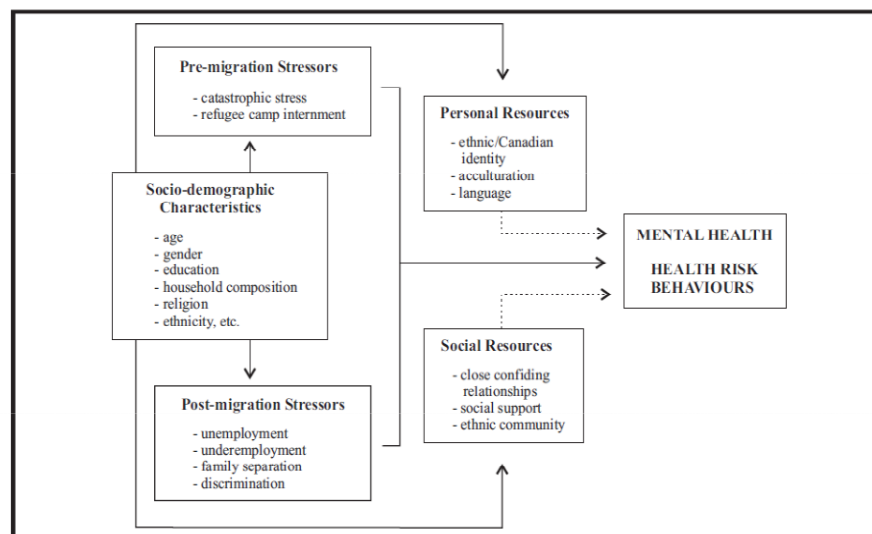 Pre-migration Stressors
- catastrophic stress
- refugee camp internment
Personal Resources
- ethnic/Canadian
identity
- acculturation
- language
Socio-demographic
Characteristics
- age
- gender
- education
- household composition
- religion
- ethnicity, etc.
MENTAL HEALTH
HEALTH RISK
BEHAVIOURS
Social Resources
- close confiding
relationships
- social support
- ethnic community
Post-migration Stressors
- unemployment
- underemployment
- family separation
- discrimination